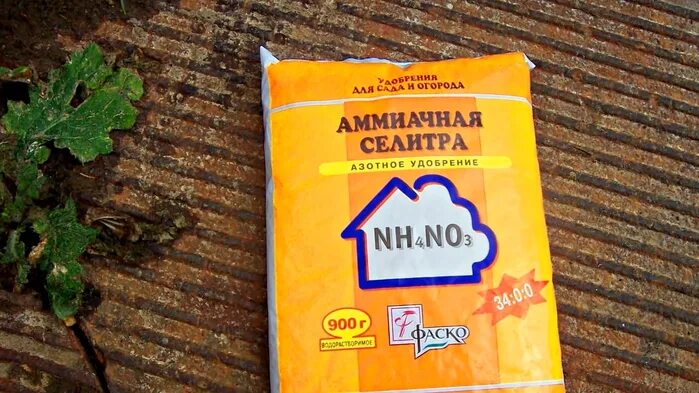 УДОБРЕНИЯ
ДЛЯ САДА И ОГОРОДА
АММИАЧНАЯ
СЕЛИТРА
АЗОТНОЕ УДОБРЕНИЕ
NH₄NO₃
34:0:0
900 г
ВОДОРАСТВОРИМОЕ
ФАСКО